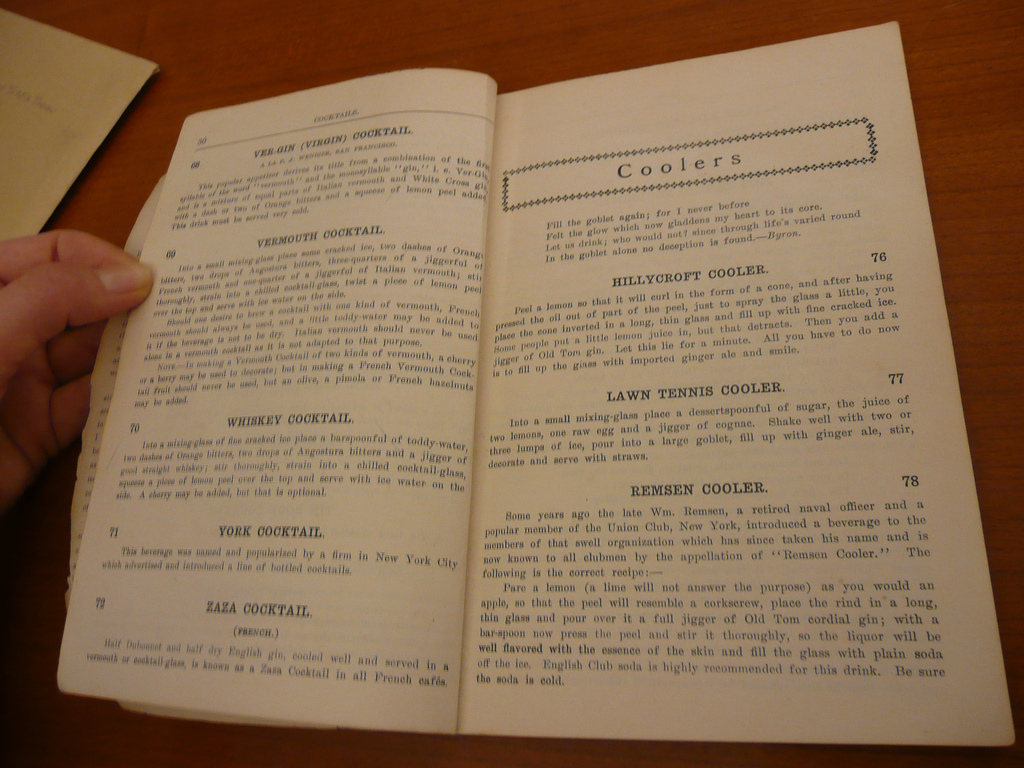 30
COCKTAILS.
68
VER-GIN (VIRGIN) COCKTAIL.
A LA P. J. WENIGER, SAN FRANCISCO.
This popular appetizer derives its title from a combination of the first
syllable of the word "vermouth" and the monosyllable "gin," i. e. Ver-Gin
and is a mixture of equal parts of Italian vermouth and White Cross gin
with a dash or two of Orange bitters and a squeeze of lemon peel added.
This drink must be served very cold.
69
VERMOUTH COCKTAIL.
Into a small mixing-glass place some cracked ice, two dashes of Orange
bitters, two drops of Angostura bitters, three-quarters of a jiggerful of
French vermouth and one-quarter of a jiggerful of Italian vermouth; stir
thoroughly, strain into a chilled cocktail-glass, twist a piece of lemon peel
over the top and serve with ice water on the side.
Should one desire to brew a cocktail with one kind of vermouth, French
vermouth should always be used, and a little toddy-water may be added to
it if the beverage is not to be dry. Italian vermouth should never be used
alone in a vermouth cocktail as it is not adapted to that purpose.
NOTE.—In making a Vermouth Cocktail of two kinds of vermouth, a cherry
or a berry may be used to decorate; but in making a French Vermouth Cock-
tail fruit should never be used, but an olive, a pimola or French hazelnuts
may be added.
70
WHISKEY COCKTAIL.
Into a mixing-glass of fine cracked ice place a barspoonful of toddy-water,
two dashes of Orange bitters, two drops of Angostura bitters and a jigger of
good straight whiskey; stir thoroughly, strain into a chilled cocktail-glass,
squeeze a piece of lemon peel over the top and serve with ice water on the
side. A cherry may be added, but that is optional.
71
YORK COCKTAIL.
This beverage was named and popularized by a firm in New York City
which advertised and introduced a line of bottled cocktails.
72
ZAZA COCKTAIL.
(FRENCH.)
Half Dubonnet and half dry English gin, cooled well and served in a
vermouth or cocktail-glass, is known as a Zaza Cocktail in all French cafés.
Coolers
Fill the goblet again; for I never before
Felt the glow which now gladdens my heart to its core.
Let us drink; who would not? since through life's varied round
In the goblet alone no deception is found.—Byron.
76
HILLYCROFT COOLER.
Peel a lemon so that it will curl in the form of a cone, and after having
pressed the oil out of part of the peel, just to spray the glass a little, you
place the cone inverted in a long, thin glass and fill up with fine cracked ice.
Some people put a little lemon juice in, but that detracts. Then you add a
jigger of Old Tom gin. Let this lie for a minute. All you have to do now
is to fill up the glass with imported ginger ale and smile.
77
LAWN TENNIS COOLER.
Into a small mixing-glass place a dessertspoonful of sugar, the juice of
two lemons, one raw egg and a jigger of cognac. Shake well with two or
three lumps of ice, pour into a large goblet, fill up with ginger ale, stir,
decorate and serve with straws.
78
REMSEN COOLER.
Some years ago the late Wm. Remsen, a retired naval officer and a
popular member of the Union Club, New York, introduced a beverage to the
members of that swell organization which has since taken his name and is
now known to all clubmen by the appellation of "Remsen Cooler." The
following is the correct recipe:—
Pare a lemon (a lime will not answer the purpose) as you would an
apple, so that the peel will resemble a corkscrew, place the rind in a long,
thin glass and pour over it a full jigger of Old Tom cordial gin; with a
bar-spoon now press the peel and stir it thoroughly, so the liquor will be
well flavored with the essence of the skin and fill the glass with plain soda
off the ice. English Club soda is highly recommended for this drink. Be sure
the soda is cold.